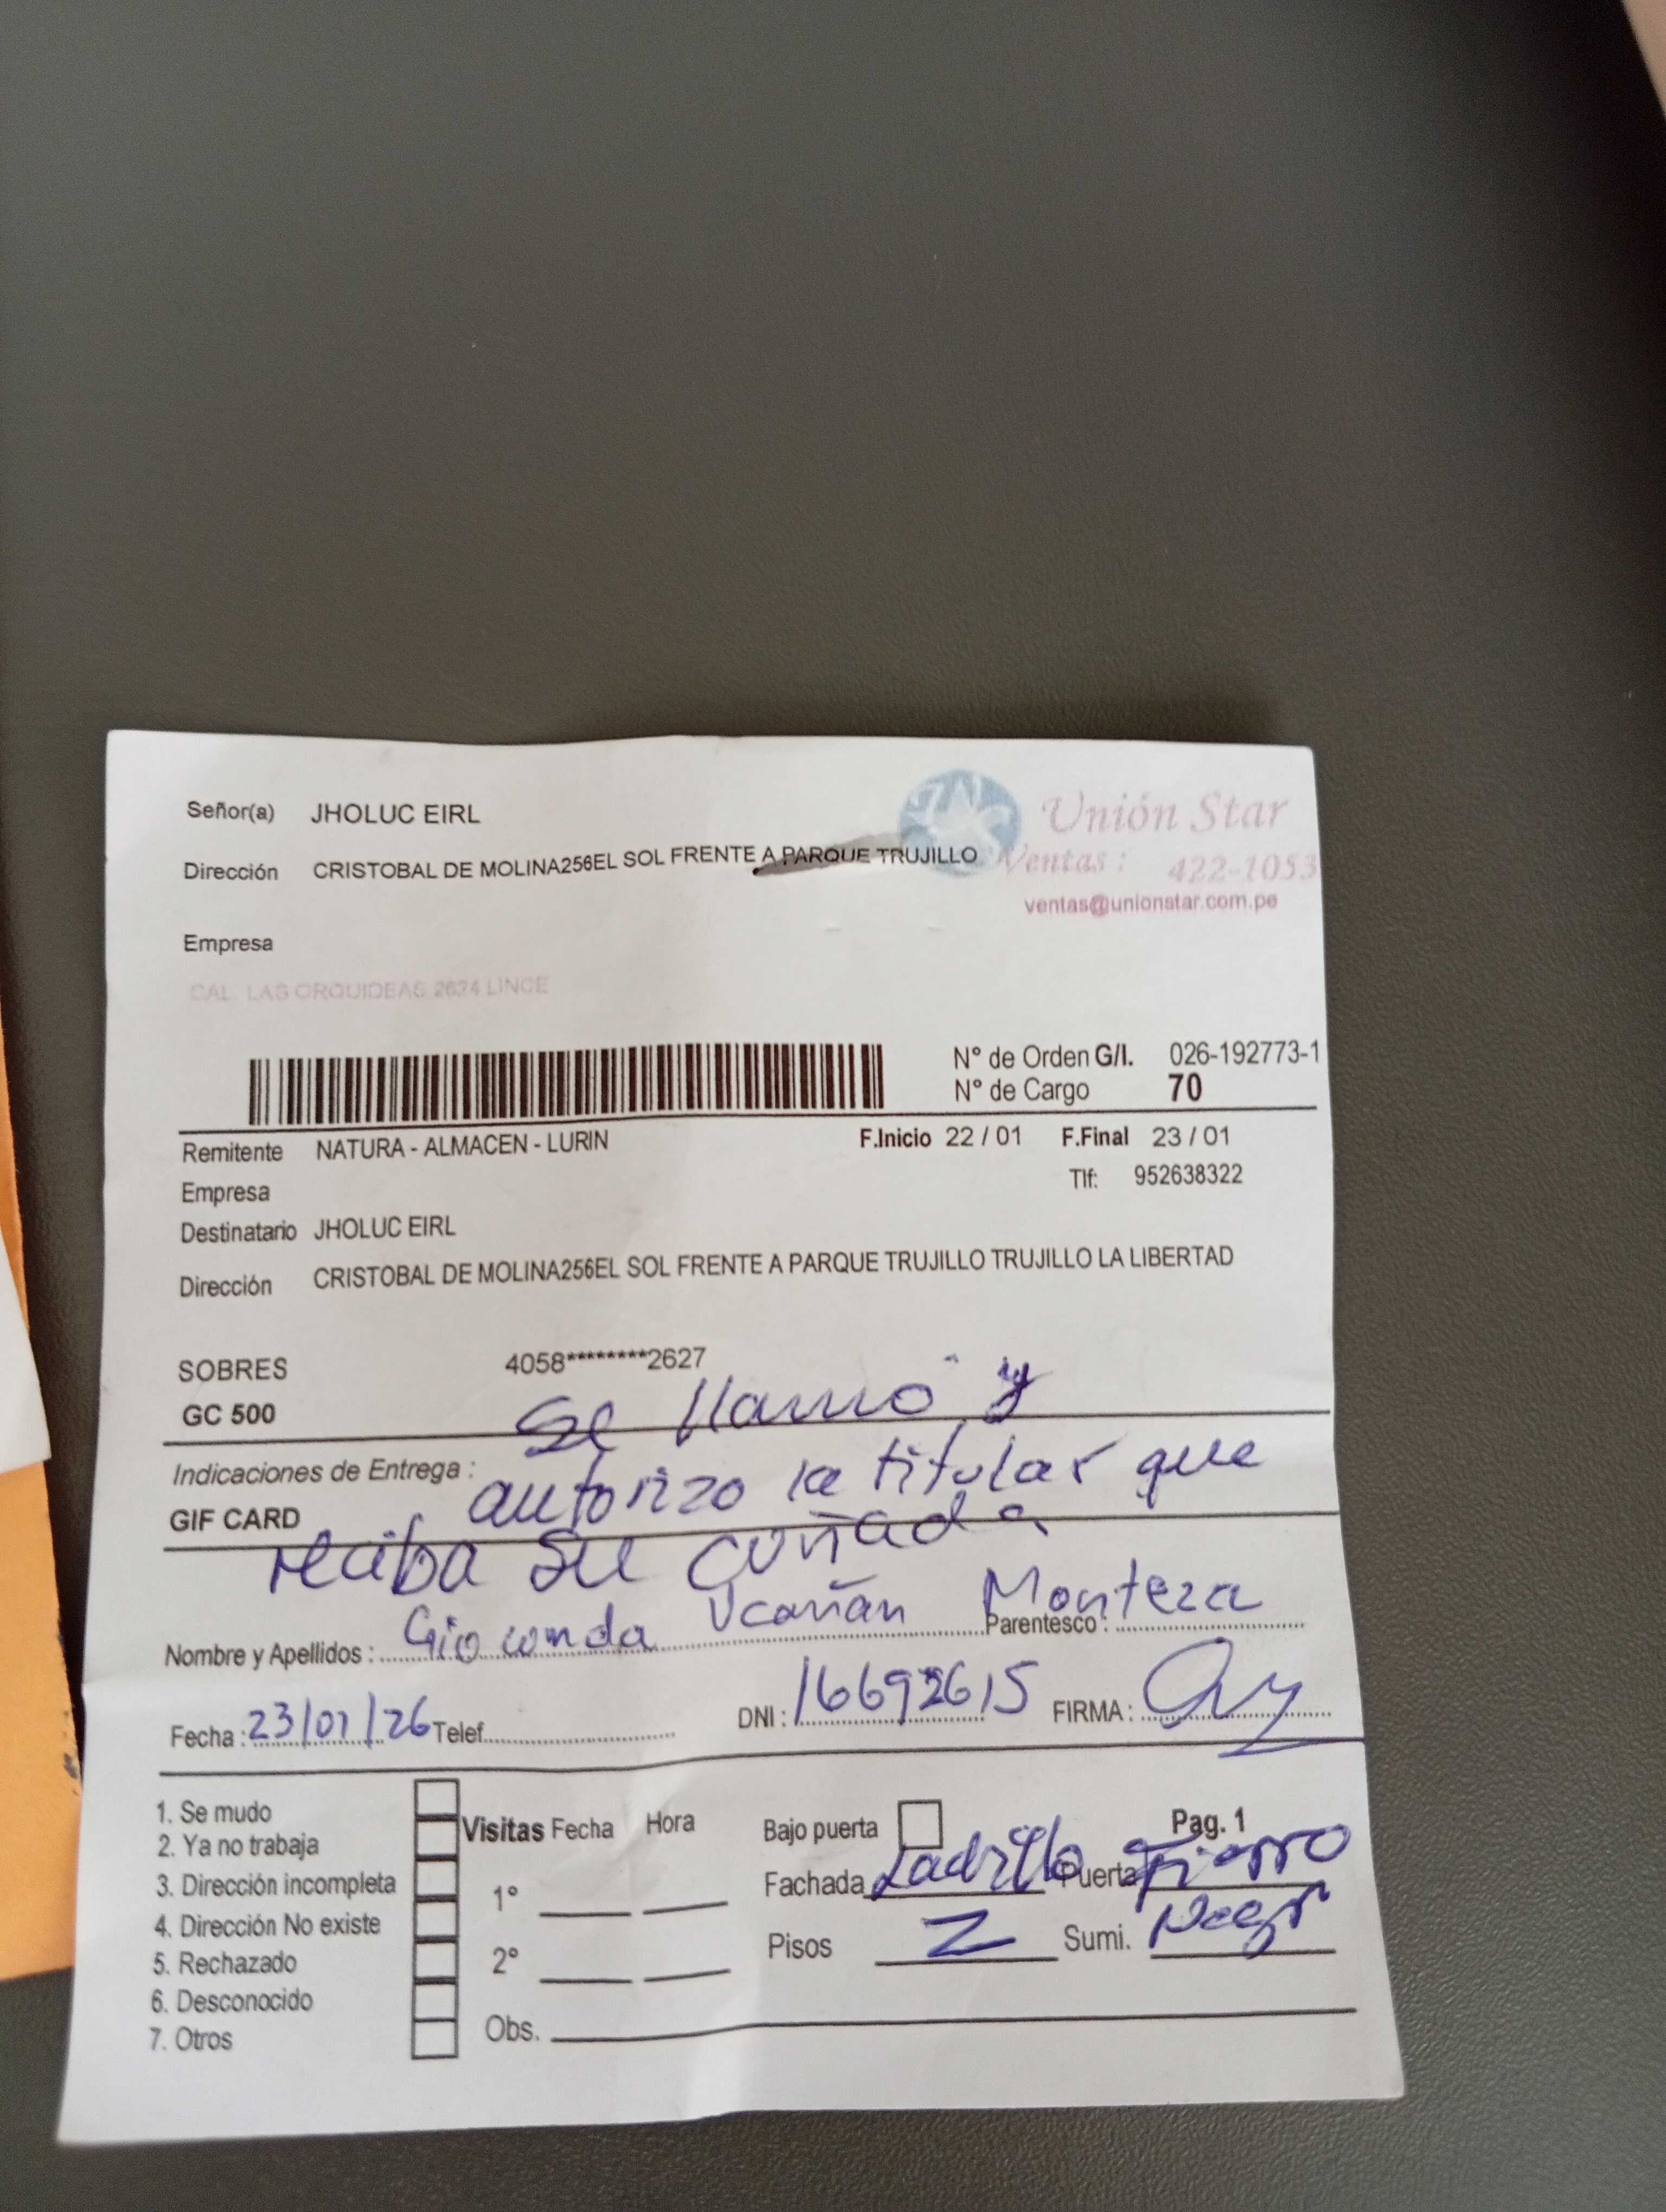 Señor(a) JHOLUC EIRL
Unión Star
Dirección CRISTOBAL DE MOLINA256EL SOL FRENTE A PARQUE TRUJILLO
Ventas : 422-1053
ventas@unionstar.com.pe
Empresa
CAL. LAS ORQUIDEAS 2674 LINCE
N° de Orden G/I. 026-192773-1
N° de Cargo 70
Remitente NATURA - ALMACEN - LURIN F.Inicio 22 / 01 F.Final 23 / 01
Empresa Tlf: 952638322
Destinatario JHOLUC EIRL
Dirección CRISTOBAL DE MOLINA256EL SOL FRENTE A PARQUE TRUJILLO TRUJILLO LA LIBERTAD
SOBRES 4058********2627
GC 500 Se llamo y
Indicaciones de Entrega : autorizo la titular que
GIF CARD
reciba su cuñada
Nombre y Apellidos : Gioconda Ucañán Monteza Parentesco :
Fecha : 23/01/26 Telef. DNI : 16692615 FIRMA :
1. Se mudo
2. Ya no trabaja
3. Dirección incompleta
4. Dirección No existe
5. Rechazado
6. Desconocido
7. Otros
Visitas Fecha Hora
1°
2°
Obs.
Bajo puerta Pag. 1
Fachada Ladrillo Puerta Fierro
Pisos 2 Sumi. Negr